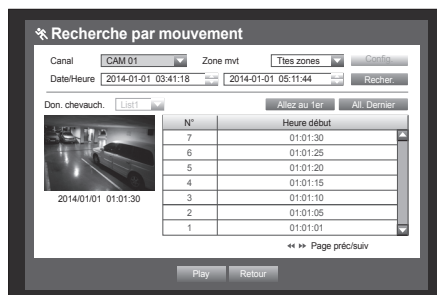 Recherche par mouvement
Canal CAM 01 Zone mvt Ttes zones Config.
Date/Heure 2014-01-01 03:41:18 2014-01-01 05:11:44 Recher.
Don. chevauch. List1 Allez au 1er All. Dernier
N° Heure début
7 01:01:30
6 01:01:25
5 01:01:20
4 01:01:15
3 01:01:10
2 01:01:05
1 01:01:01
2014/01/01 01:01:30
Page préc/suiv
Play Retour